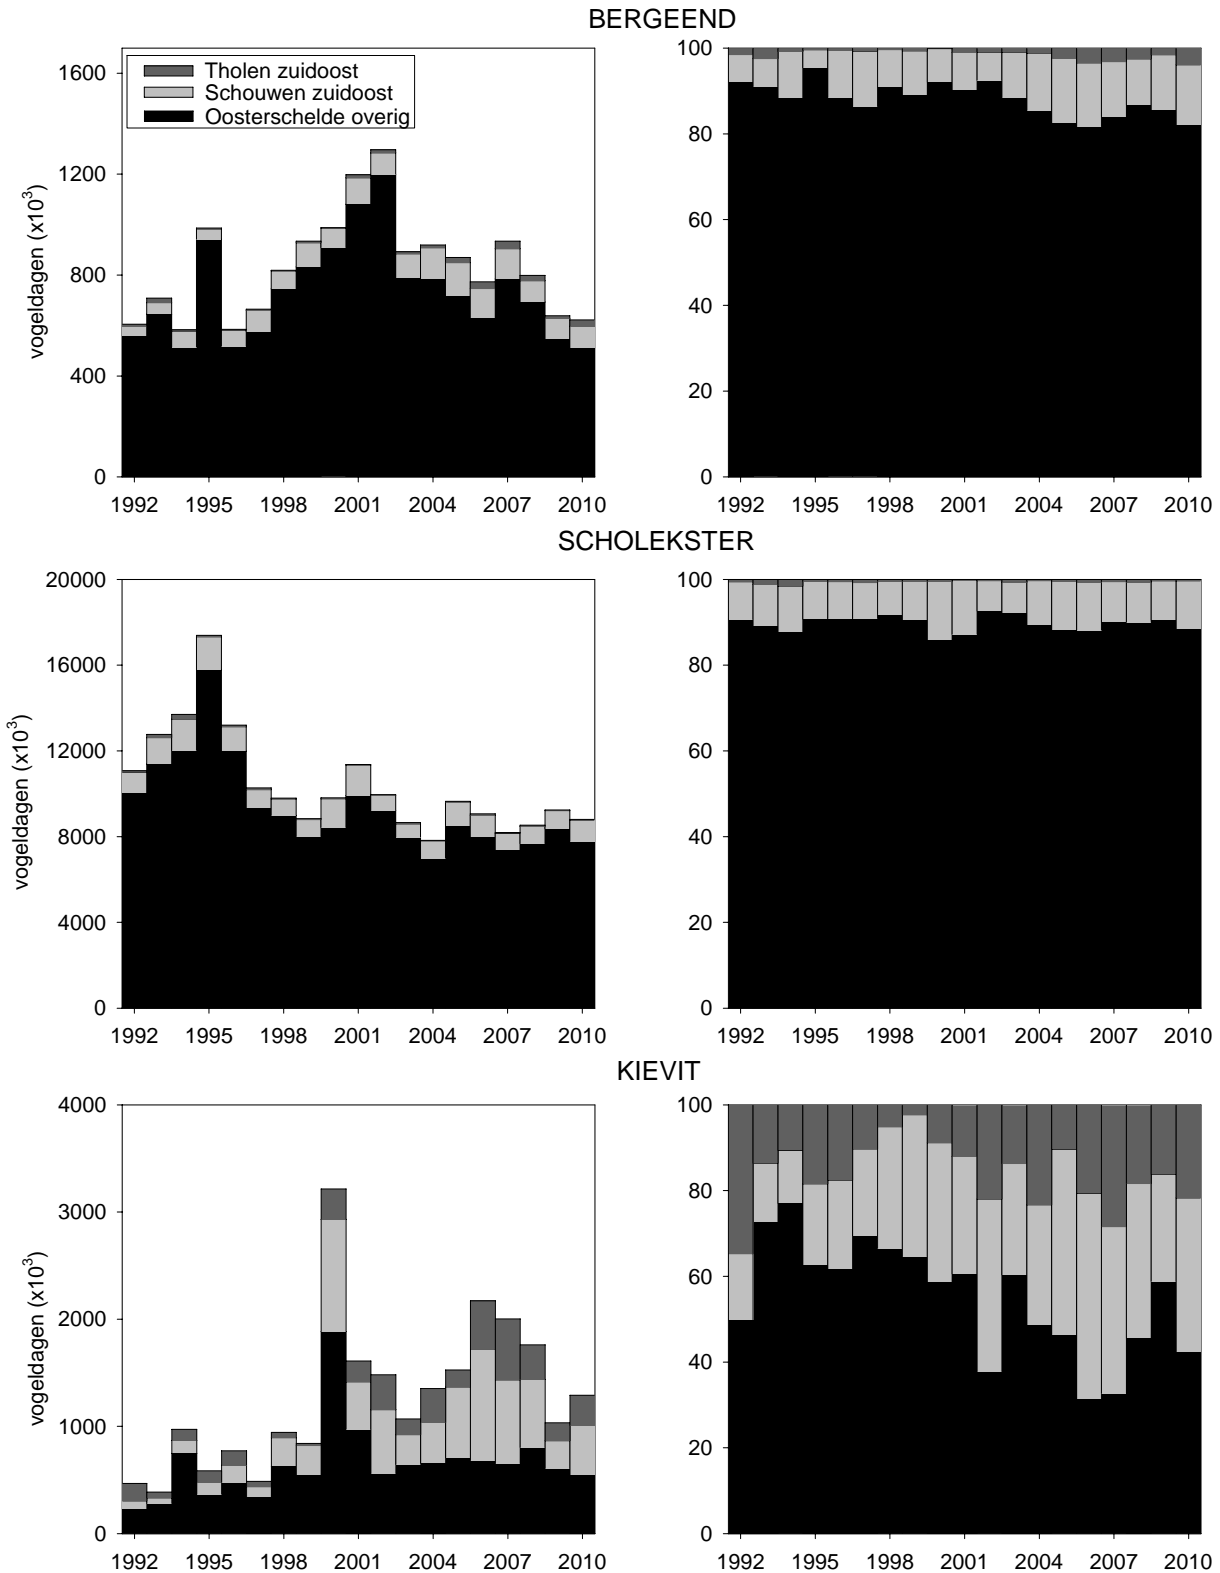 BERGEEND
Tholen zuidoost
Schouwen zuidoost
Oosterschelde overig
vogeldagen (x10³)
1600
1200
800
400
0
1992 1995 1998 2001 2004 2007 2010
100
80
60
40
20
0
1992 1995 1998 2001 2004 2007 2010
SCHOLEKSTER
vogeldagen (x10³)
20000
16000
12000
8000
4000
0
1992 1995 1998 2001 2004 2007 2010
100
80
60
40
20
0
1992 1995 1998 2001 2004 2007 2010
KIEVIT
vogeldagen (x10³)
4000
3000
2000
1000
0
1992 1995 1998 2001 2004 2007 2010
100
80
60
40
20
0
1992 1995 1998 2001 2004 2007 2010